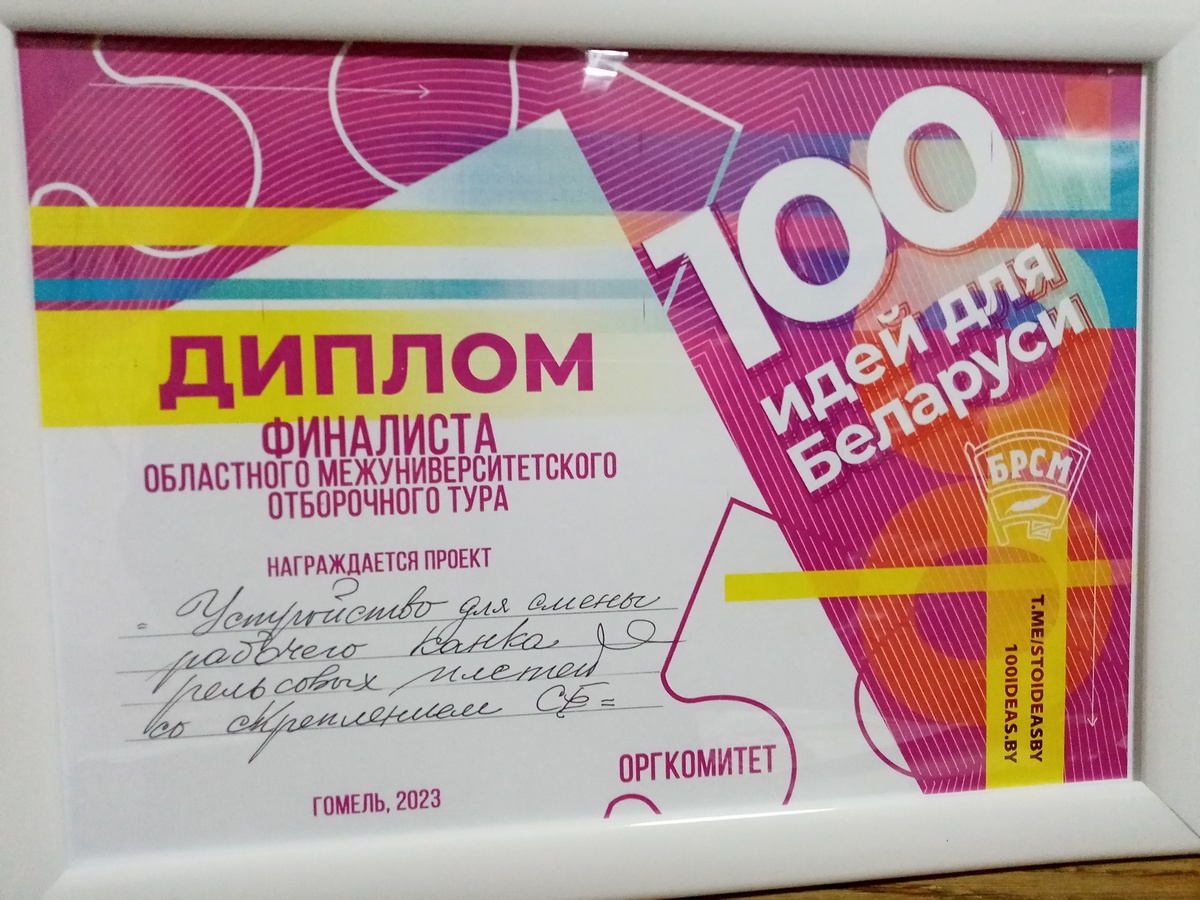 100
идей для
Беларуси
БРСМ
T.ME/STOIDEASBY
100IDEAS.BY
ДИПЛОМ
ФИНАЛИСТА
ОБЛАСТНОГО МЕЖУНИВЕРСИТЕТСКОГО
ОТБОРОЧНОГО ТУРА
НАГРАЖДАЕТСЯ ПРОЕКТ
"Устройство для смены
рабочего канта
рельсовых плетей
со скреплением СБ"
ОРГКОМИТЕТ
ГОМЕЛЬ, 2023